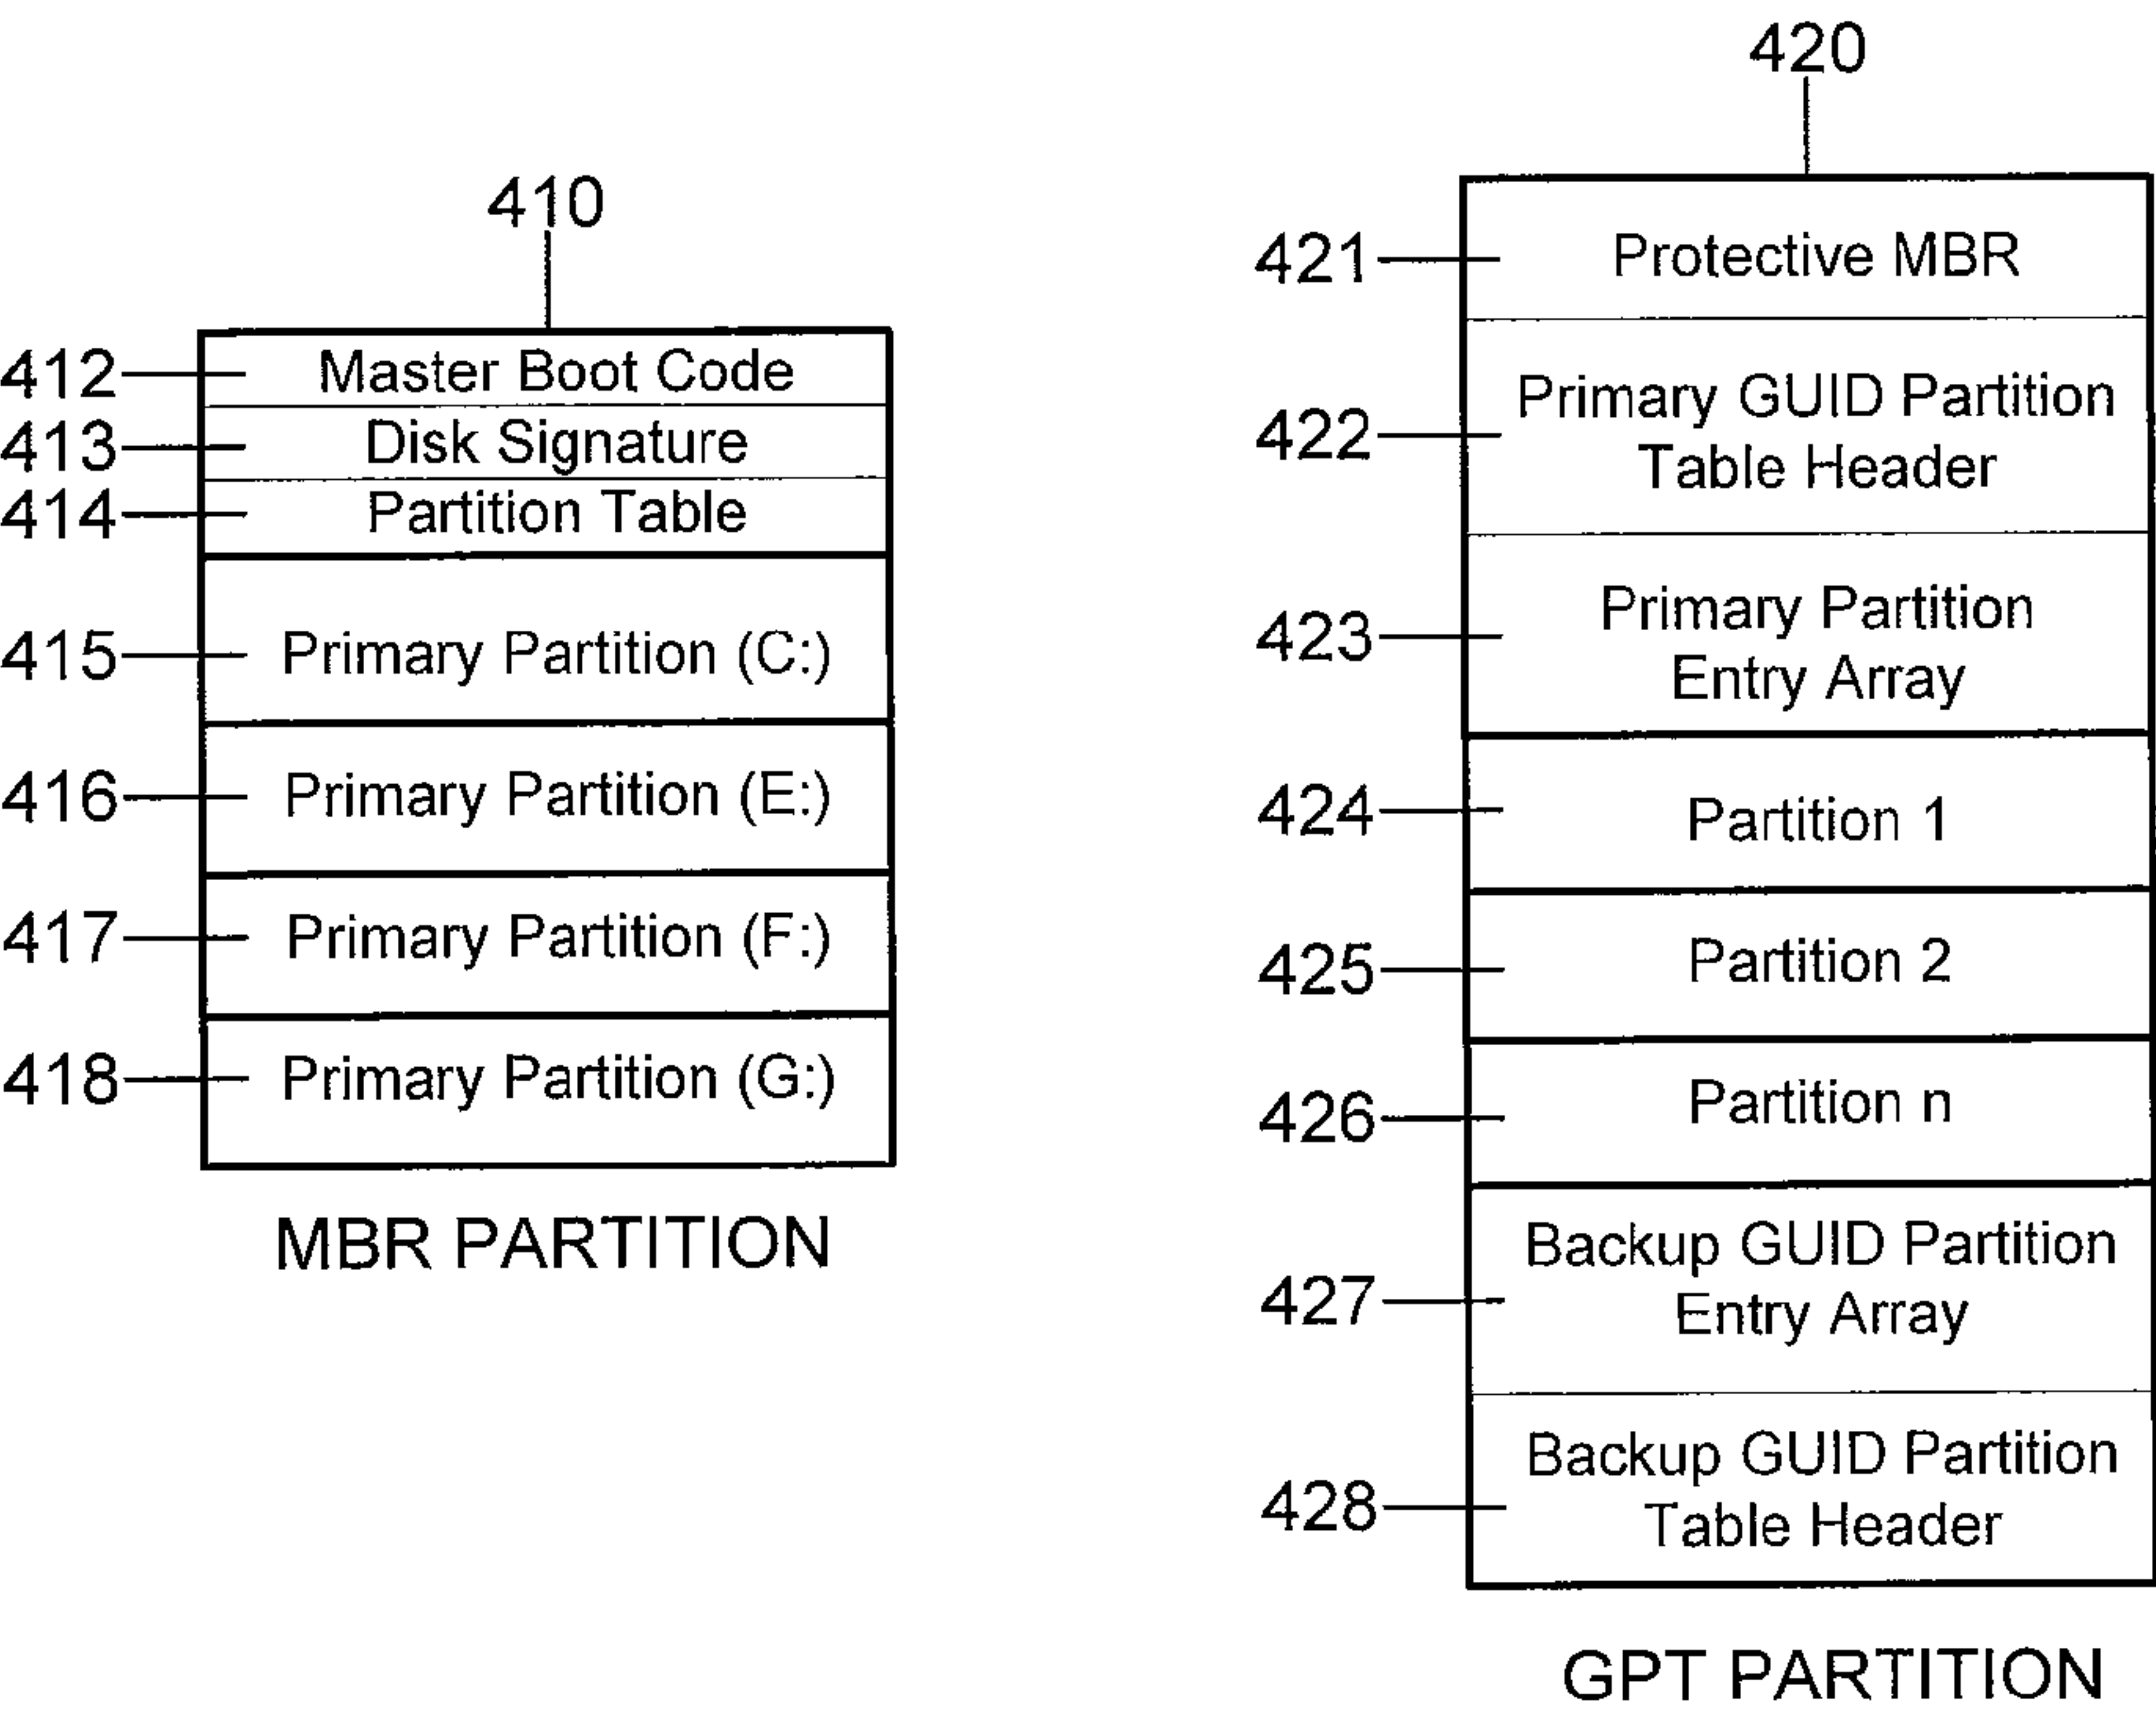 410
412
Master Boot Code
413
Disk Signature
414
Partition Table
415
Primary Partition (C:)
416
Primary Partition (E:)
417
Primary Partition (F:)
418
Primary Partition (G:)
MBR PARTITION
420
421
Protective MBR
422
Primary GUID Partition
Table Header
423
Primary Partition
Entry Array
424
Partition 1
425
Partition 2
426
Partition n
427
Backup GUID Partition
Entry Array
428
Backup GUID Partition
Table Header
GPT PARTITION